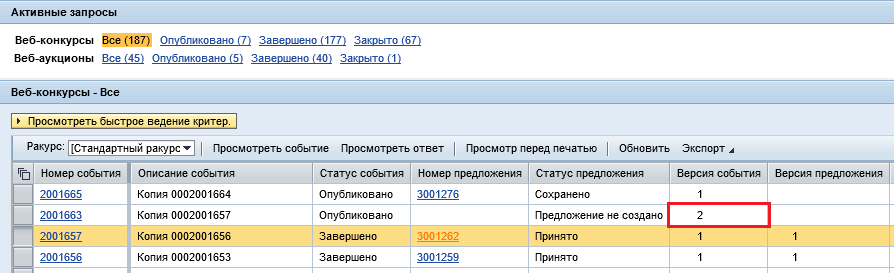 Активные запросы
Веб-конкурсы Все (187) Опубликовано (7) Завершено (177) Закрыто (67)
Веб-аукционы Все (45) Опубликовано (5) Завершено (40) Закрыто (1)
Веб-конкурсы - Все
Просмотреть быстрое ведение критер.
Ракурс: [Стандартный ракурс Просмотреть событие Просмотреть ответ Просмотр перед печатью Обновить Экспорт
Номер события Описание события Статус события Номер предложения Статус предложения Версия события Версия предложения
2001665 Копия 0002001664 Опубликовано 3001276 Сохранено 1
2001663 Копия 0002001657 Опубликовано Предложение не создано 2
2001657 Копия 0002001656 Завершено 3001262 Принято 1 1
2001656 Копия 0002001653 Завершено 3001259 Принято 1 1